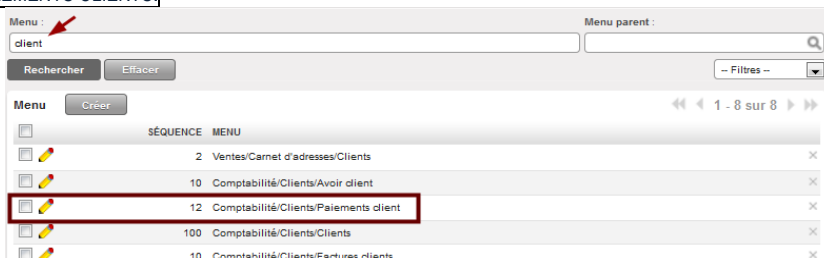 Menu :
Menu parent :
client
Rechercher
Effacer
-- Filtres --
Menu
Créer
1 - 8 sur 8
SÉQUENCE MENU
2 Ventes/Carnet d'adresses/Clients
10 Comptabilité/Clients/Avoir client
12 Comptabilité/Clients/Paiements client
100 Comptabilité/Clients/Clients
10 Comptabilité/Clients/Factures clients